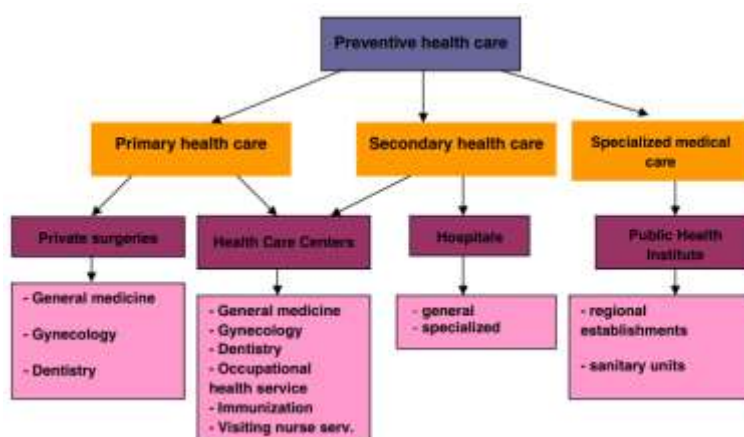 Preventive health care
Primary health care
Secondary health care
Specialized medical
care
Private surgeries
Health Care Centers
Hospitals
Public Health
Institute
- General medicine
- Gynecology
- Dentistry
- General medicine
- Gynecology
- Dentistry
- Occupational
health service
- Immunization
- Visiting nurse serv.
- general
- specialized
- regional
establishments
- sanitary units